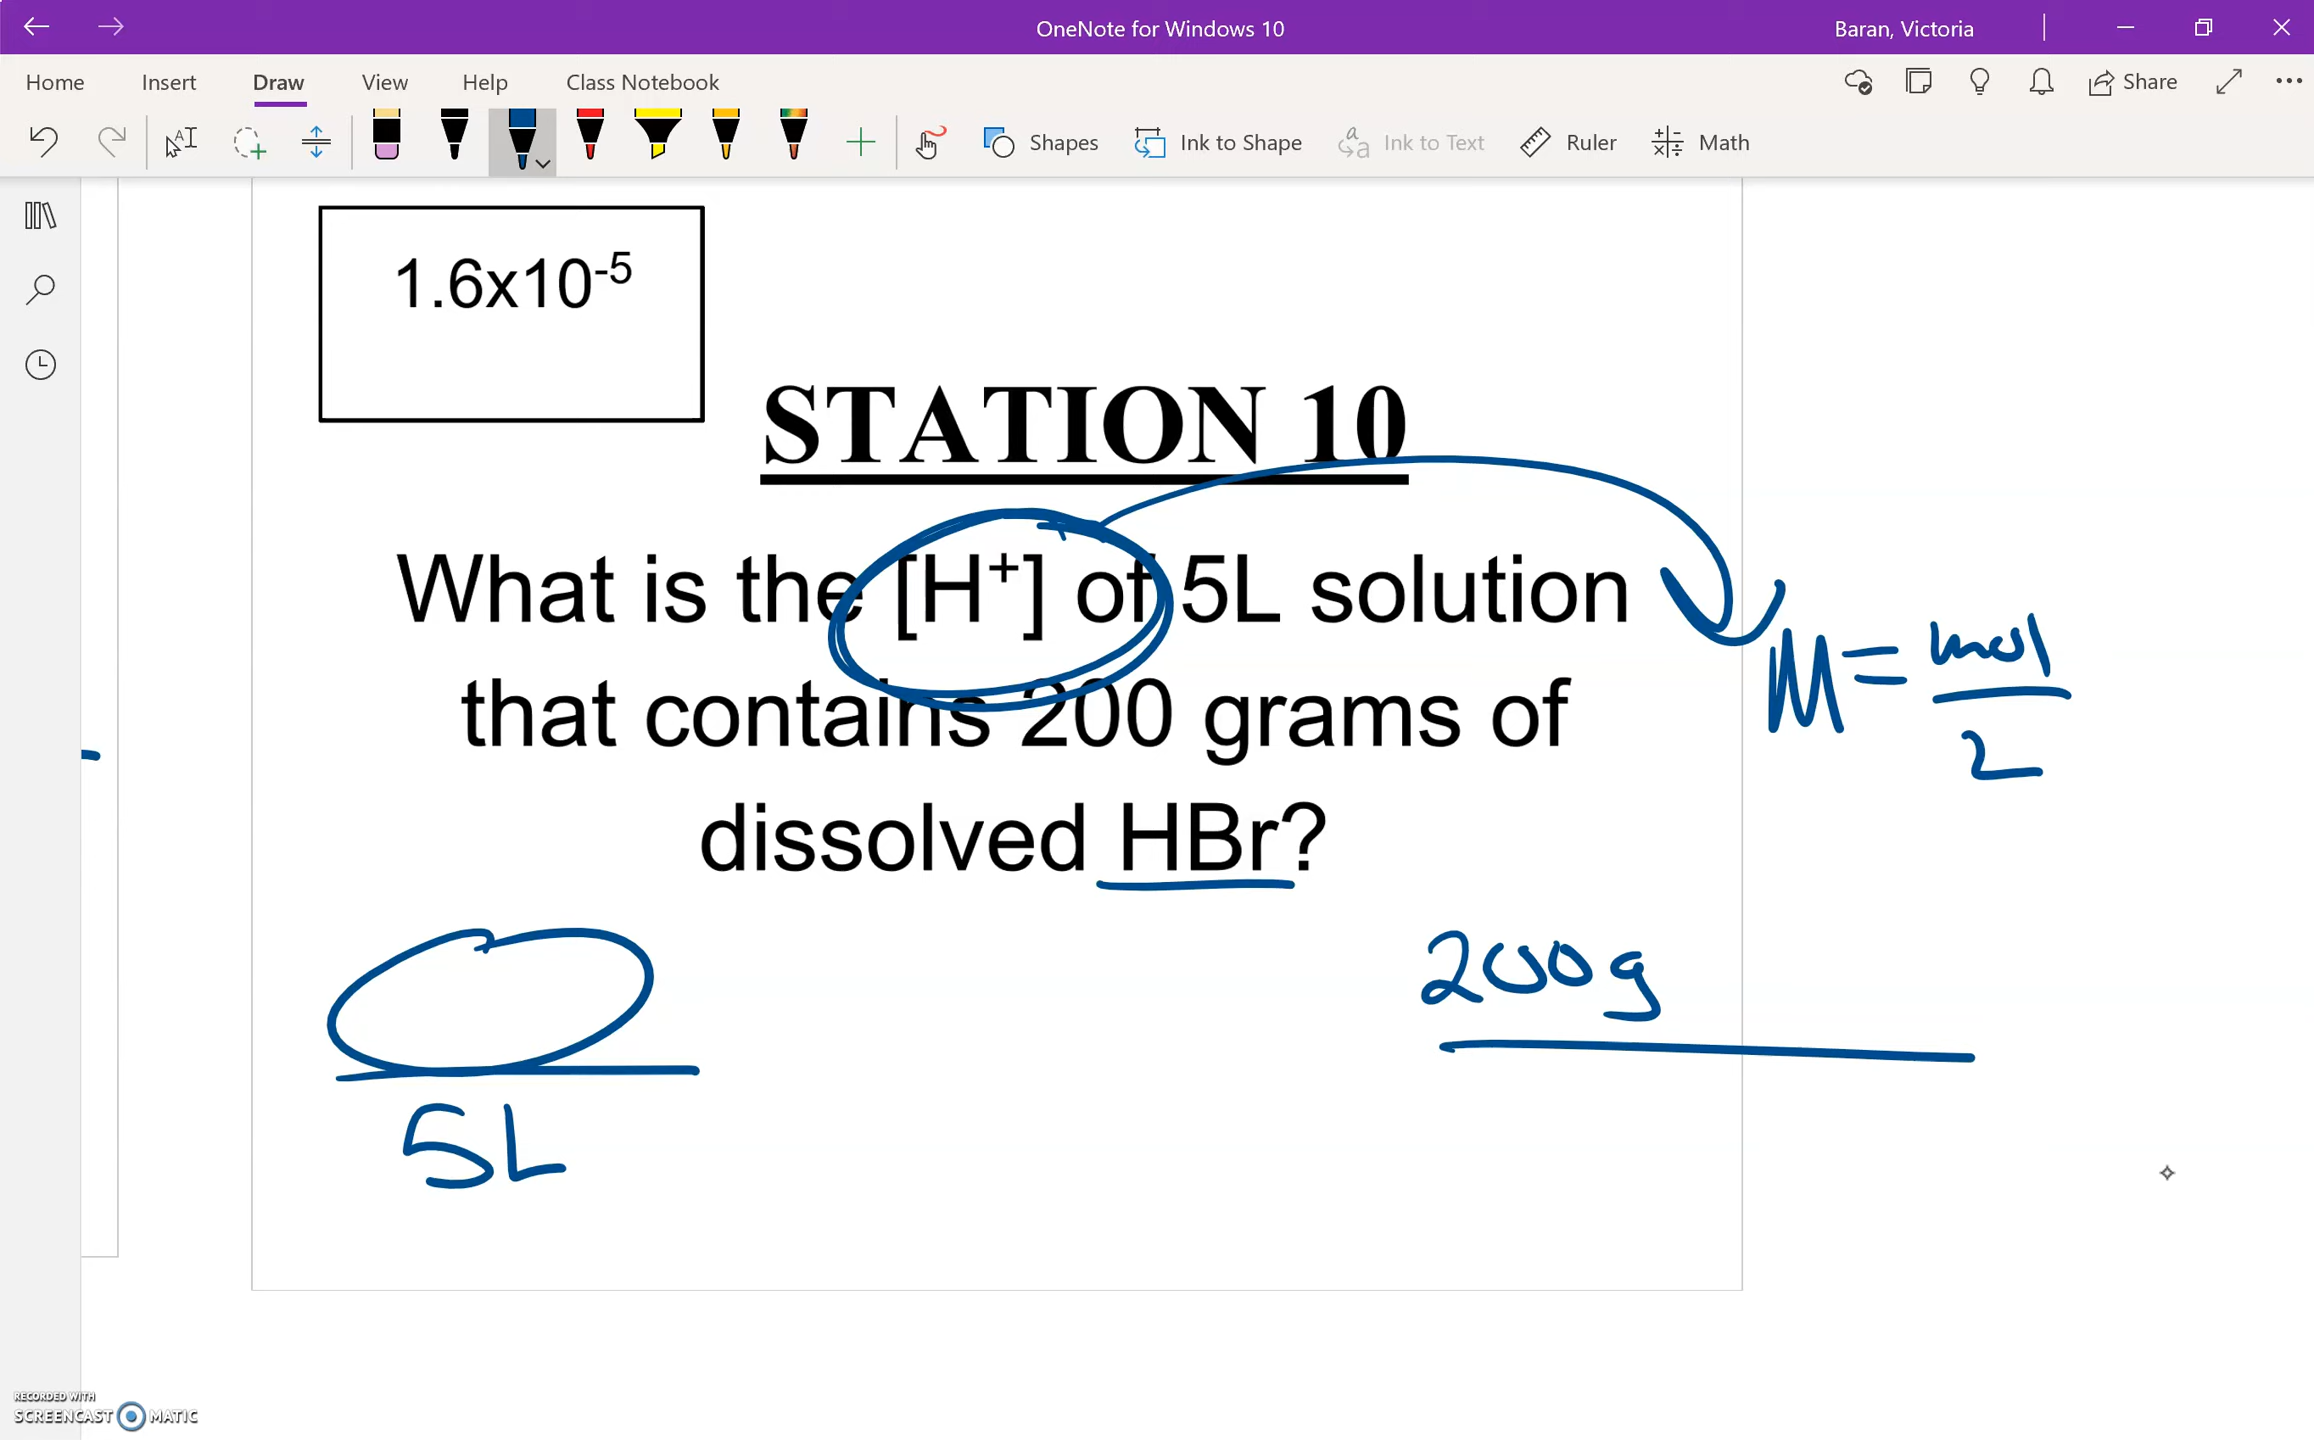 OneNote for Windows 10
Baran, Victoria
Home Insert Draw View Help Class Notebook
Share
Shapes Ink to Shape Ink to Text Ruler Math
1.6x10⁻⁵
STATION 10
What is the [H⁺] of 5L solution
that contains 200 grams of
dissolved HBr?
M = mol
2
200g
5L
RECORDED WITH
SCREENCAST MATIC